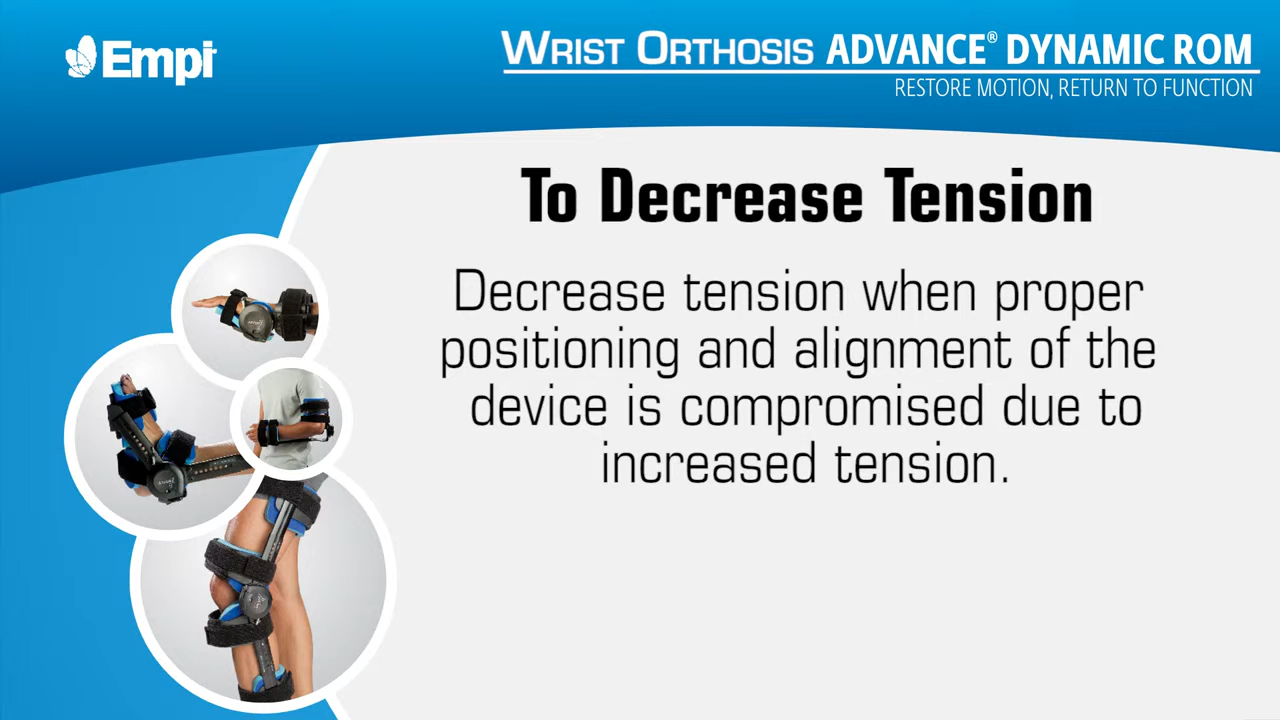 Empi
WRIST ORTHOSIS ADVANCE® DYNAMIC ROM
RESTORE MOTION, RETURN TO FUNCTION
To Decrease Tension
Decrease tension when proper
positioning and alignment of the
device is compromised due to
increased tension.